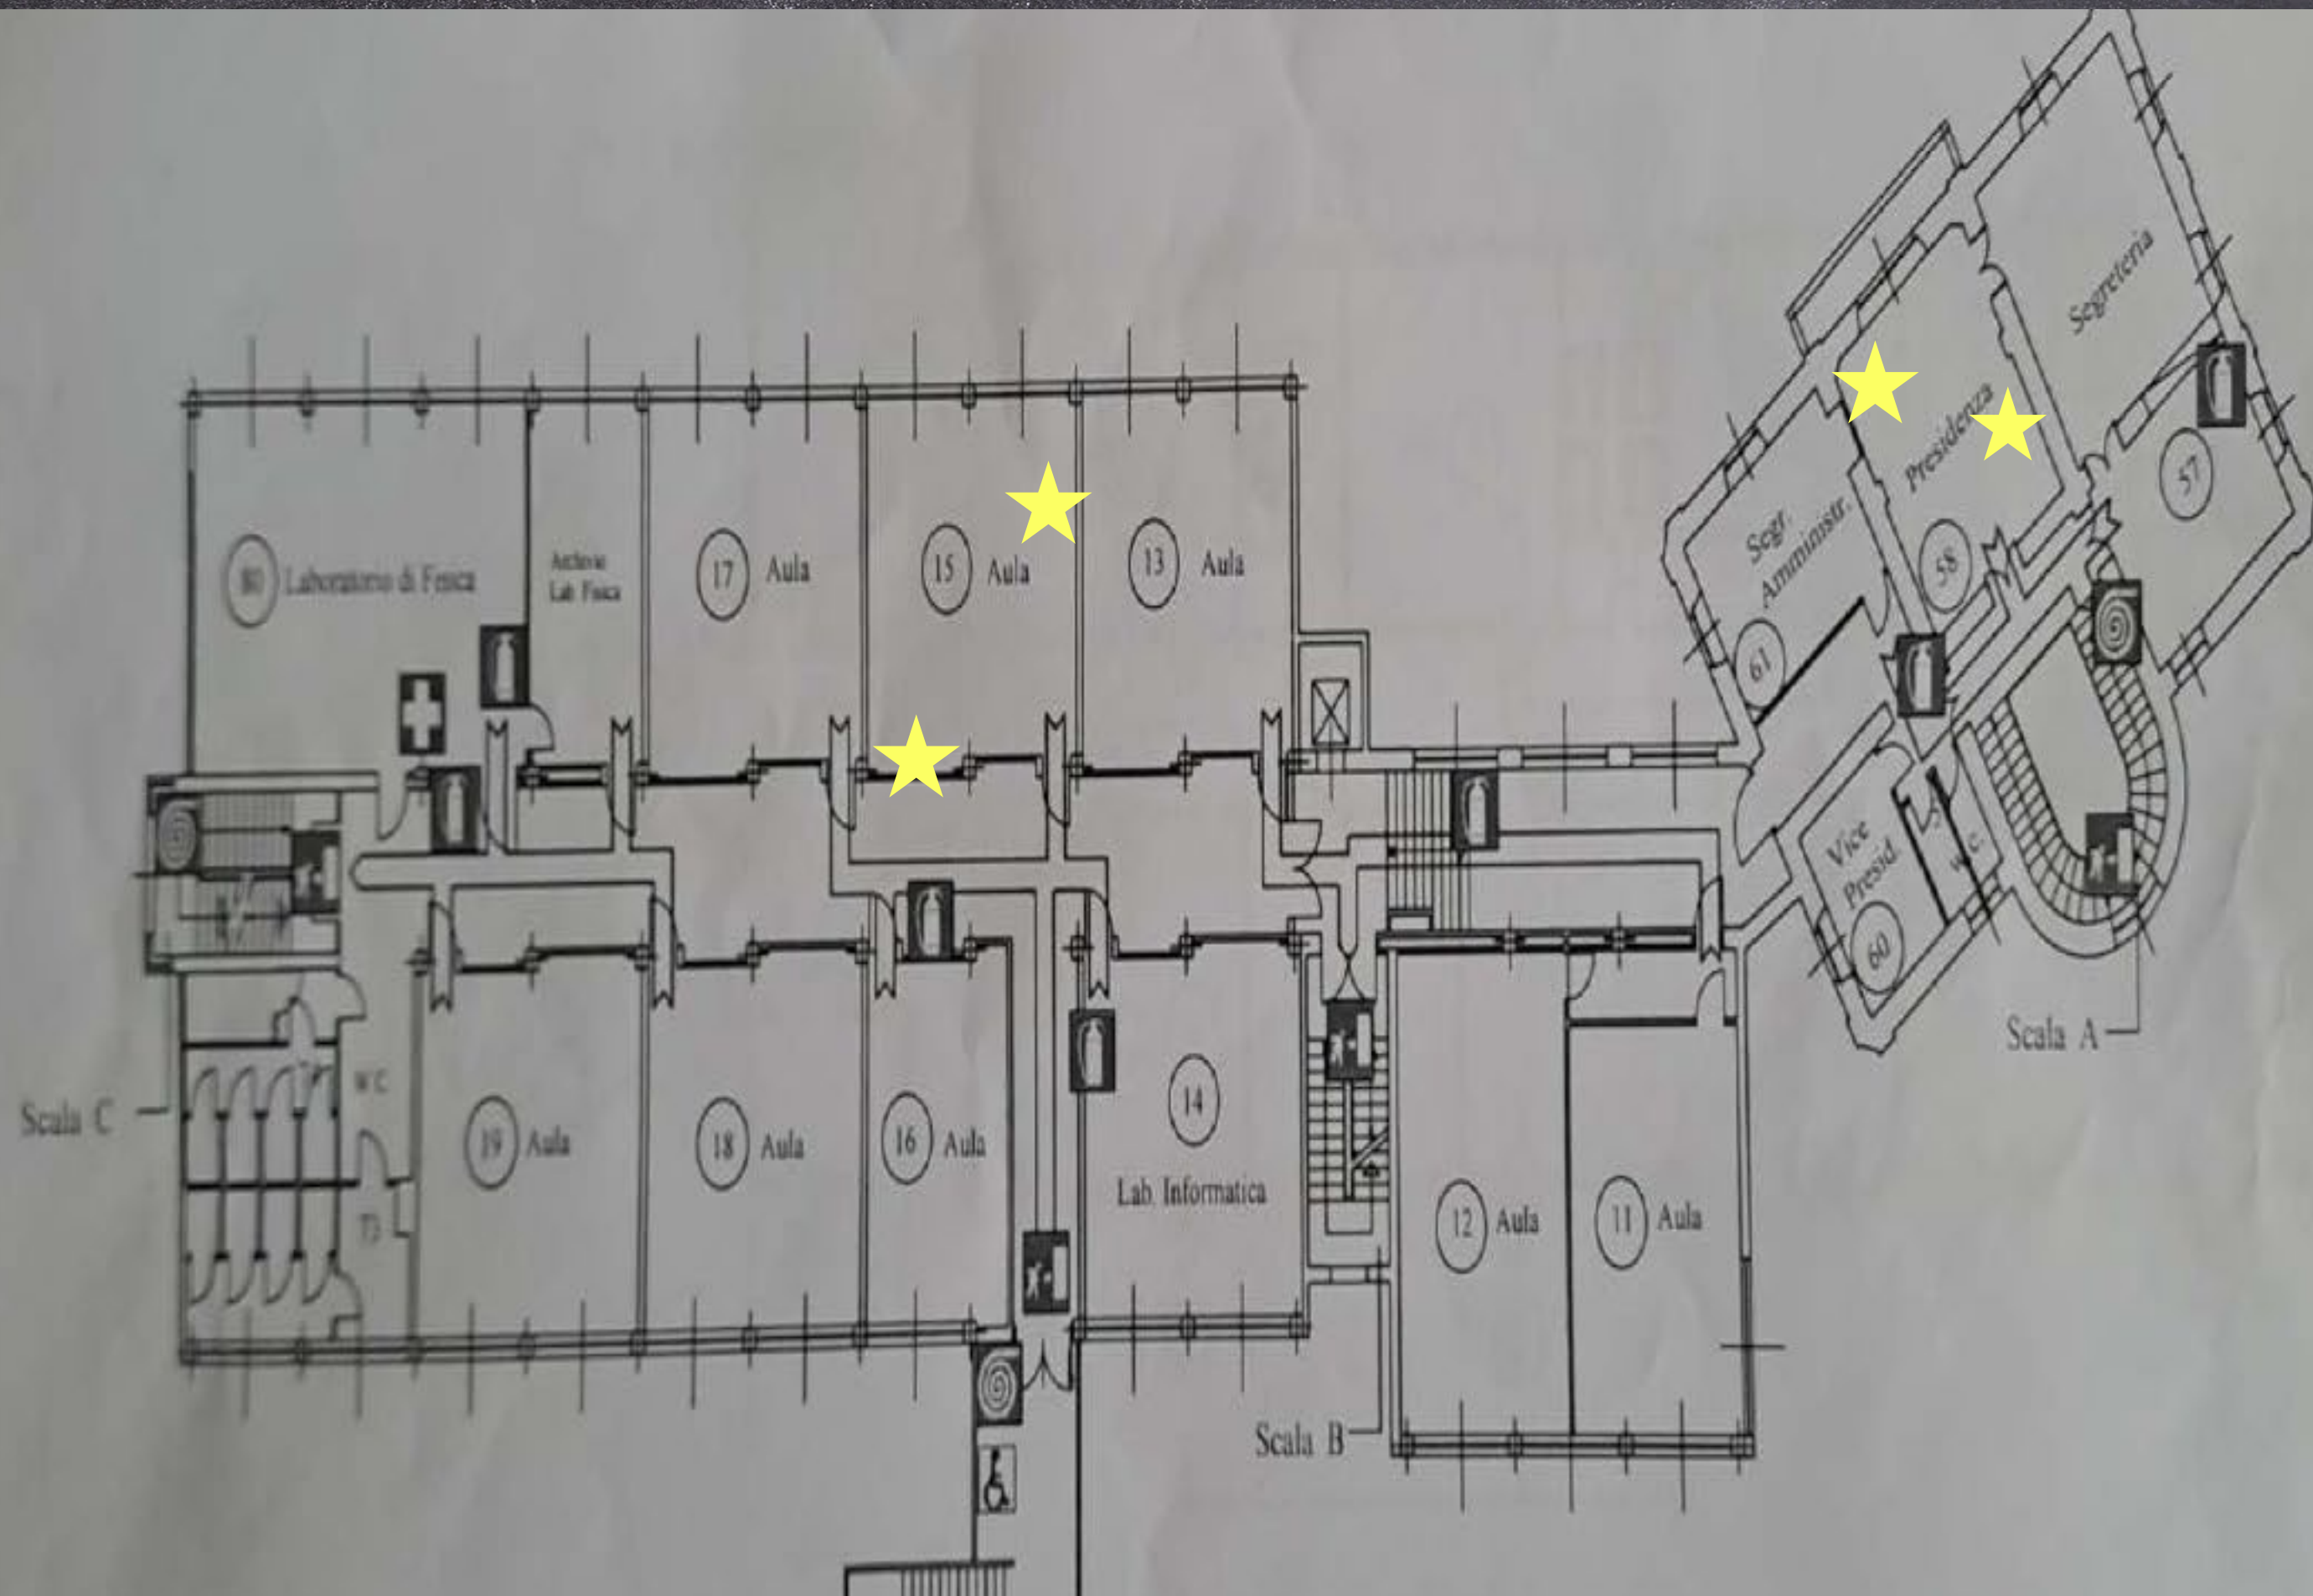 Segreteria
Presidenza
57
58
Segr.
Amministr.
61
80 Laboratorio di Fisica
Archivio
Lab Fisica
17 Aula
15 Aula
13 Aula
Vice
Presid.
60
W.C.
Scala A
Scala C
W C
19 Aula
18 Aula
16 Aula
14
Lab. Informatica
12 Aula
11 Aula
Scala B